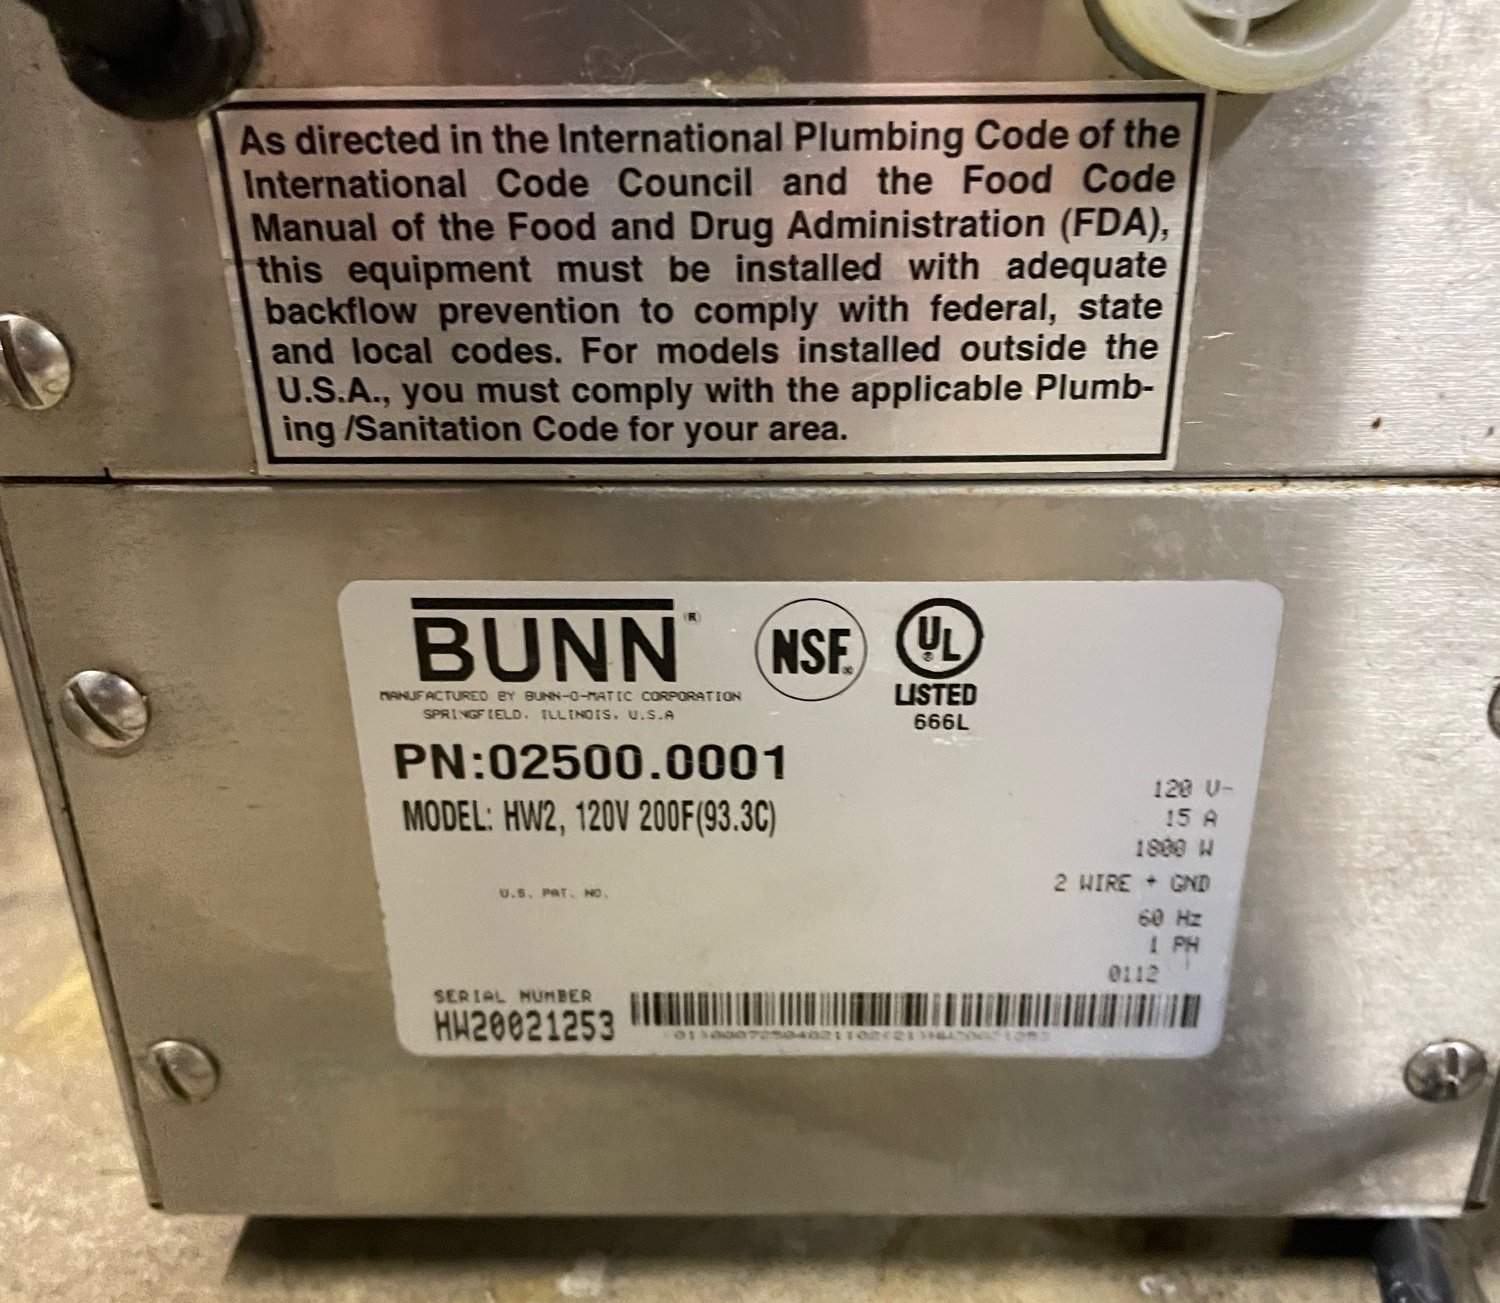 As directed in the International Plumbing Code of the
International Code Council and the Food Code
Manual of the Food and Drug Administration (FDA),
this equipment must be installed with adequate
backflow prevention to comply with federal, state
and local codes. For models installed outside the
U.S.A., you must comply with the applicable Plumb-
ing /Sanitation Code for your area.
BUNN®
NSF®
UL®
LISTED
666L
MANUFACTURED BY BUNN-O-MATIC CORPORATION
SPRINGFIELD, ILLINOIS, U.S.A
PN:02500.0001
MODEL: HW2, 120V 200F(93.3C)
120 V~
15 A
1800 W
2 WIRE + GND
60 Hz
1 PH
0112
U.S. PAT. NO.
SERIAL NUMBER
HW20021253